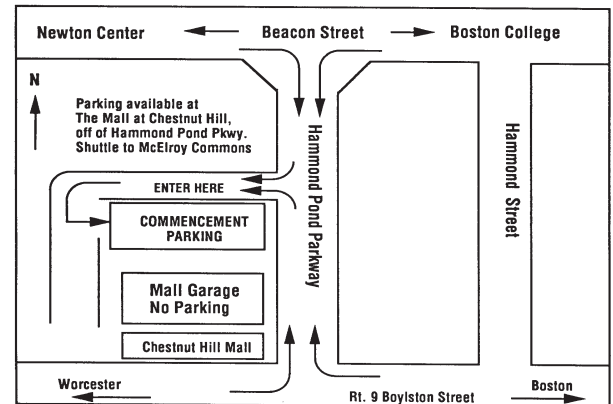 Newton Center
Beacon Street
Boston College
N
Parking available at
The Mall at Chestnut Hill,
off of Hammond Pond Pkwy.
Shuttle to McElroy Commons
Hammond Pond Parkway
Hammond Street
ENTER HERE
COMMENCEMENT
PARKING
Mall Garage
No Parking
Chestnut Hill Mall
Worcester
Rt. 9 Boylston Street
Boston